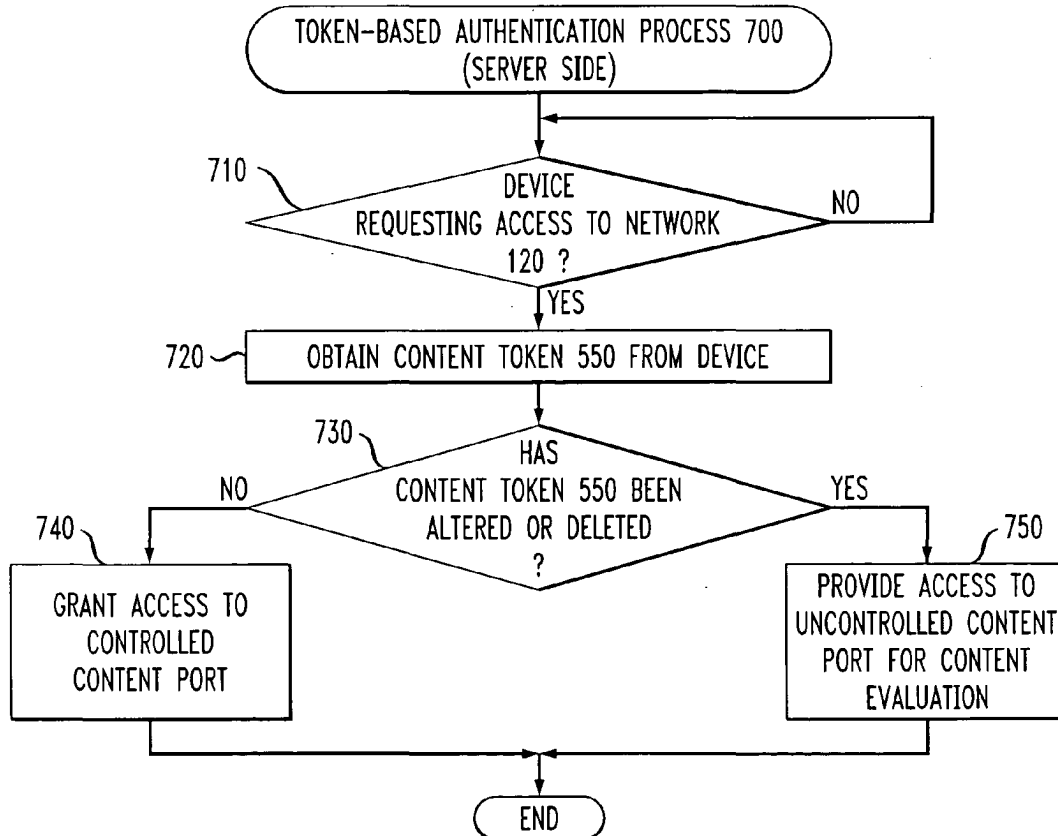 TOKEN-BASED AUTHENTICATION PROCESS 700
(SERVER SIDE)
710
DEVICE
REQUESTING ACCESS TO NETWORK
120 ?
NO
YES
720
OBTAIN CONTENT TOKEN 550 FROM DEVICE
730
HAS
CONTENT TOKEN 550 BEEN
ALTERED OR DELETED
?
NO
YES
740
GRANT ACCESS TO
CONTROLLED
CONTENT PORT
750
PROVIDE ACCESS TO
UNCONTROLLED CONTENT
PORT FOR CONTENT
EVALUATION
END